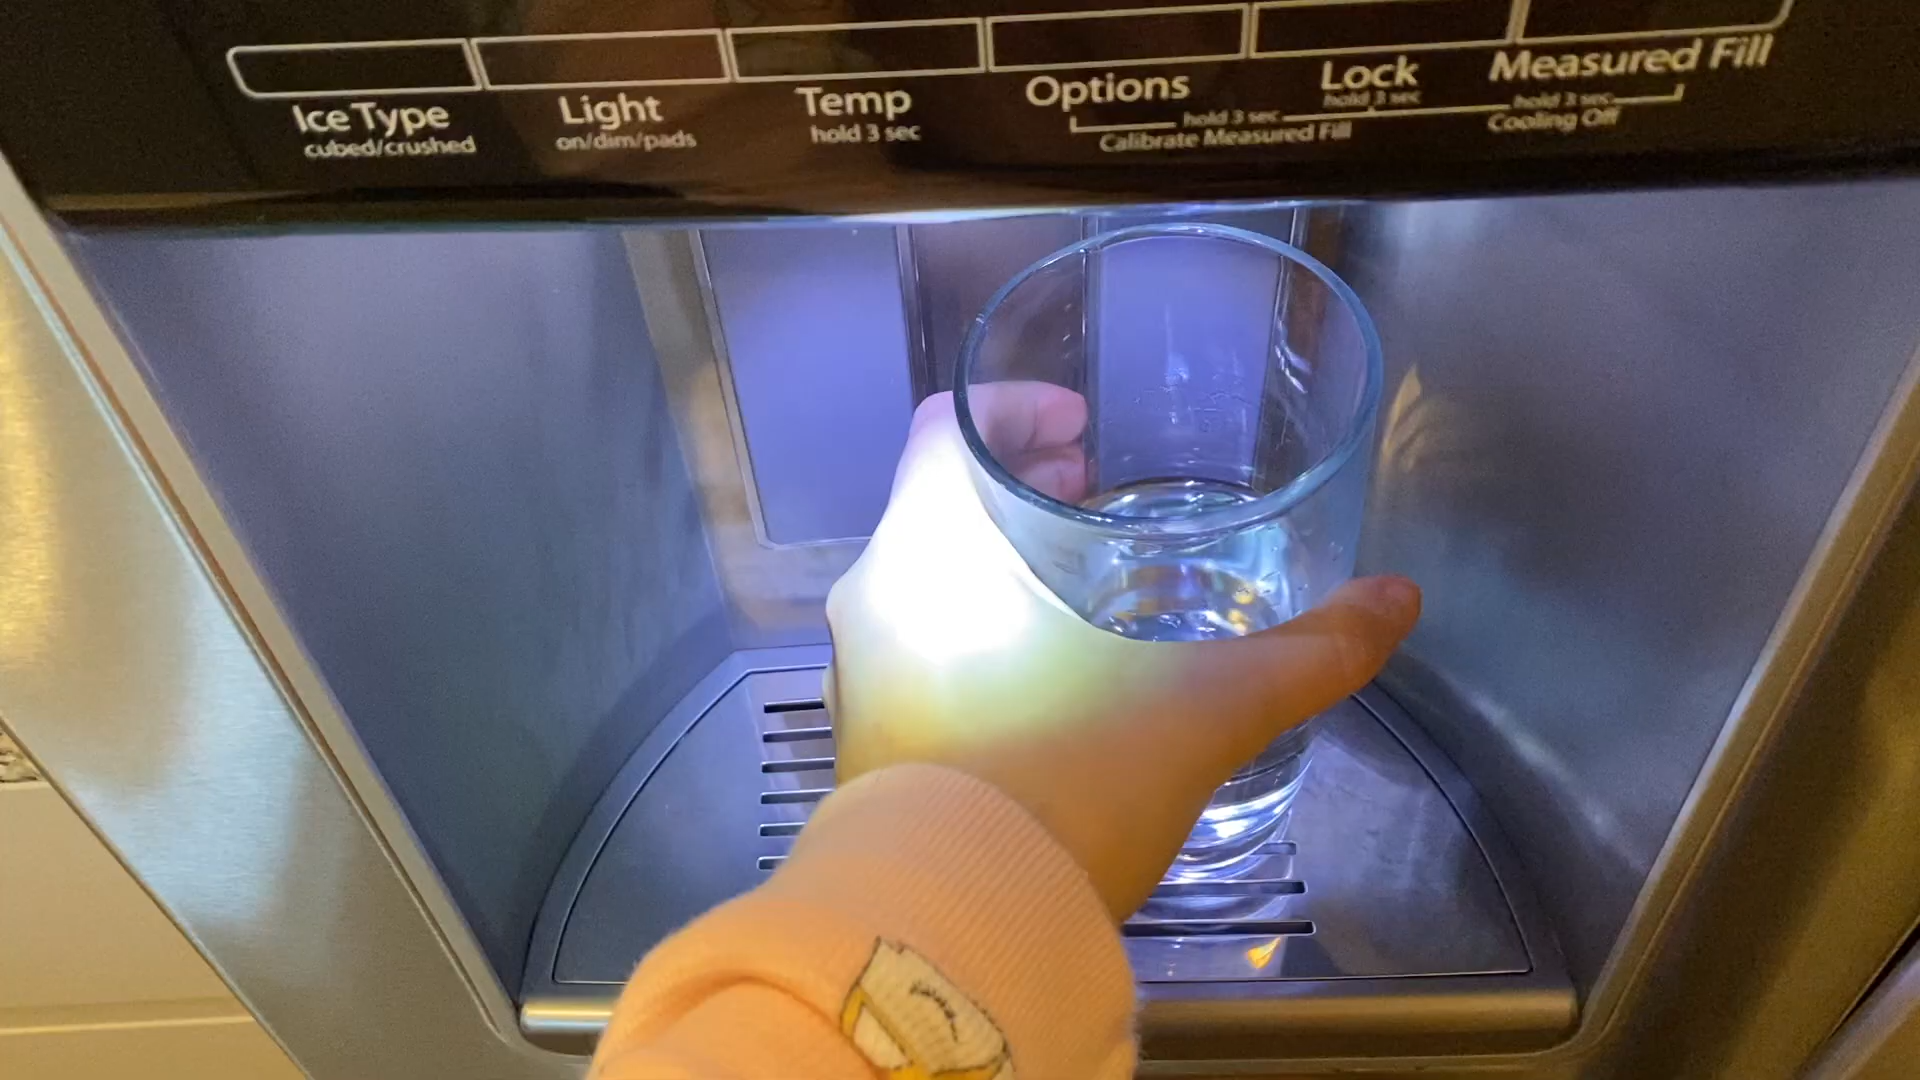 Ice Type
cubed/crushed
Light
on/dim/pads
Temp
hold 3 sec
Options
Lock
hold 3 sec
Measured Fill
hold 3 sec
Calibrate Measured Fill
hold 3 sec
Cooling Off